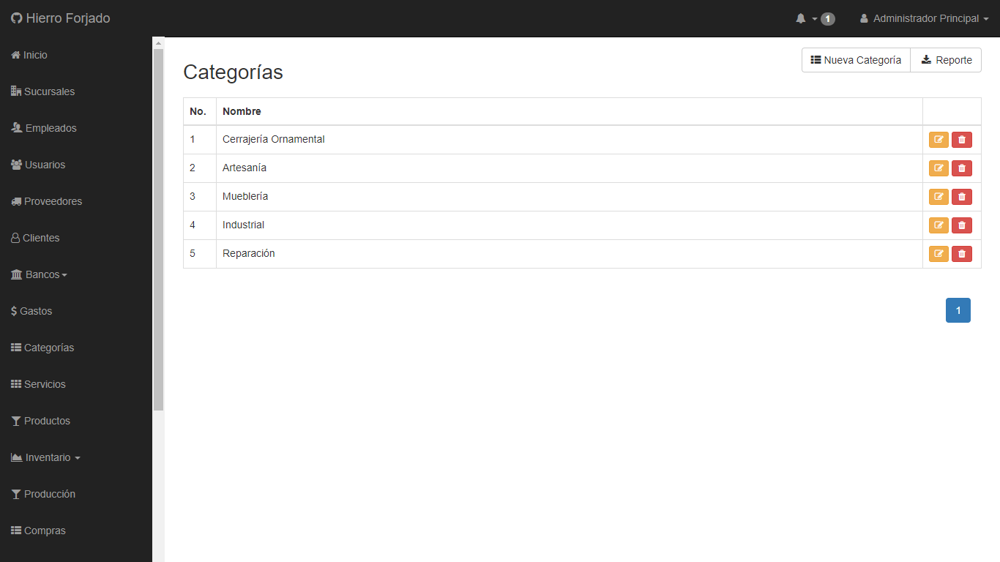 Hierro Forjado
1
Administrador Principal
Inicio
Sucursales
Empleados
Usuarios
Proveedores
Clientes
Bancos
Gastos
Categorías
Servicios
Productos
Inventario
Producción
Compras
Categorías
Nueva Categoría
Reporte
No. Nombre
1 Cerrajería Ornamental
2 Artesanía
3 Mueblería
4 Industrial
5 Reparación
1